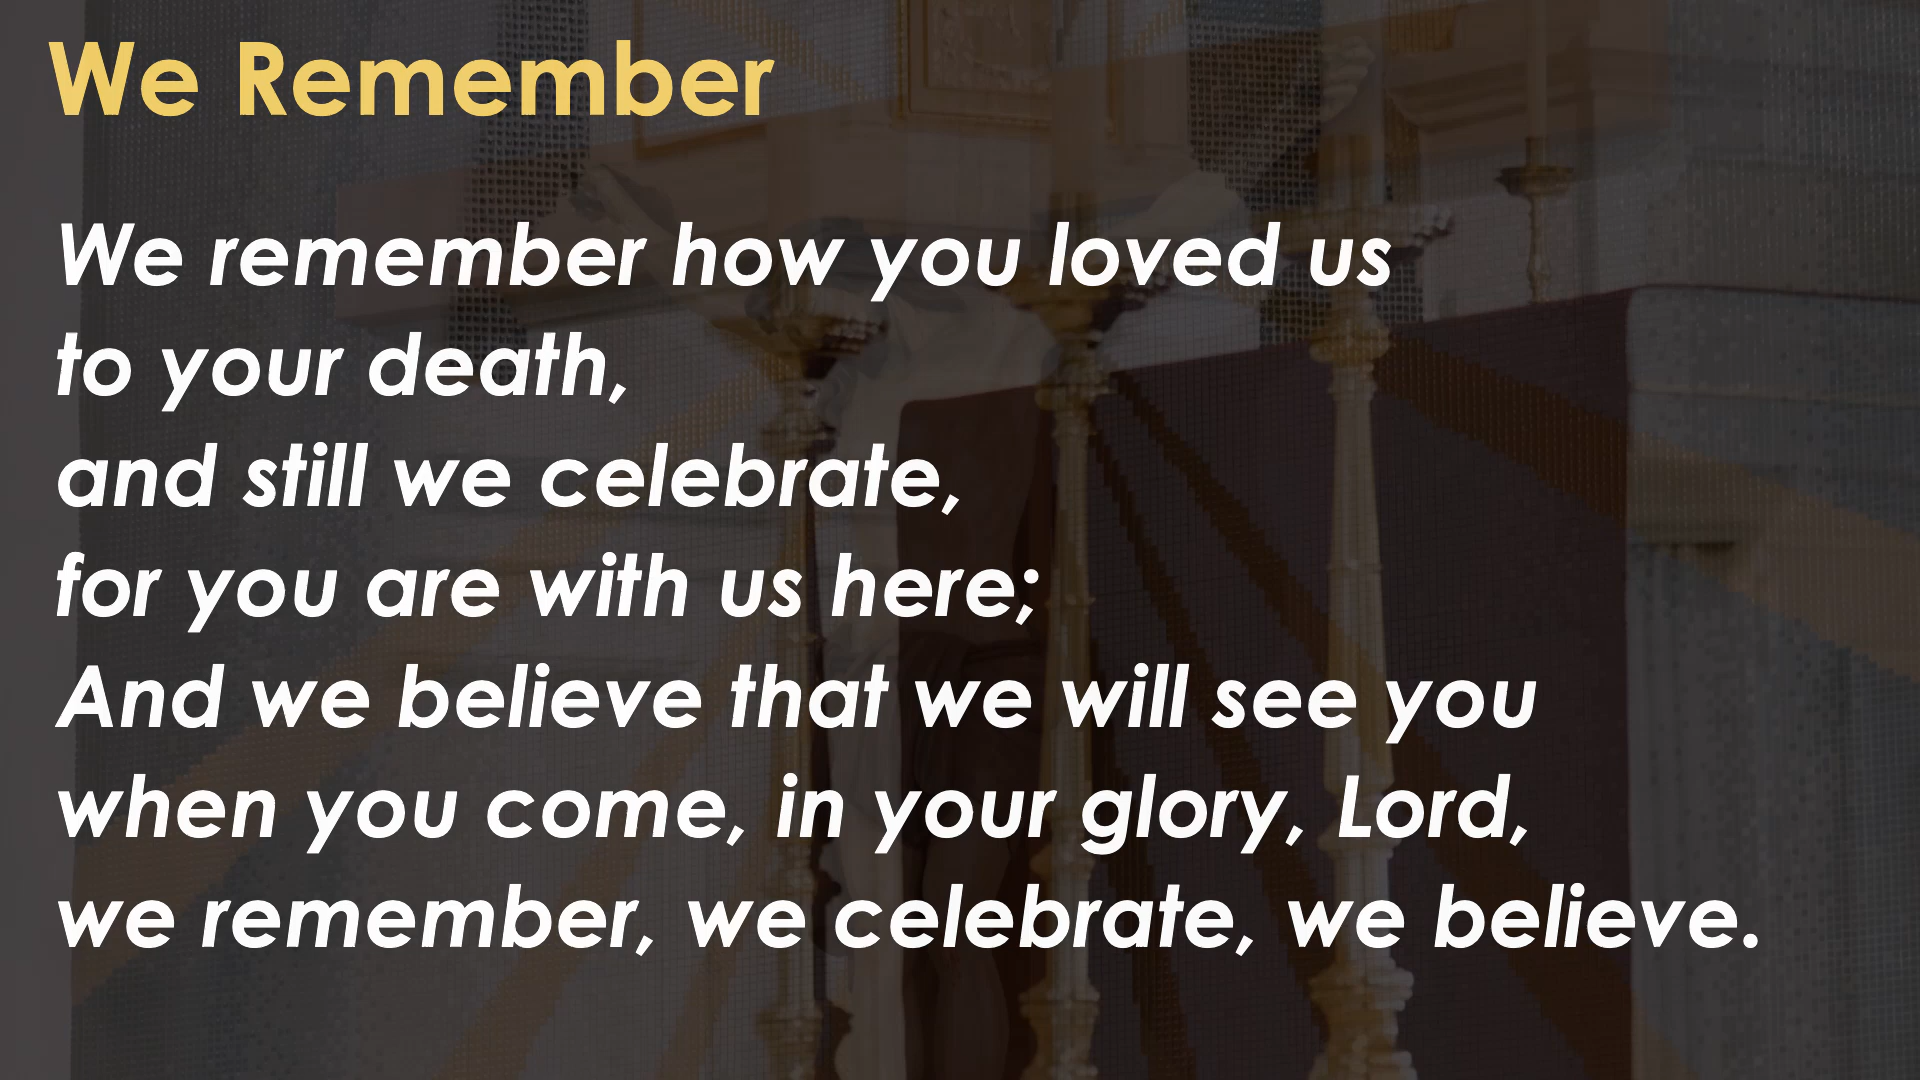 We Remember
We remember how you loved us
to your death,
and still we celebrate,
for you are with us here;
And we believe that we will see you
when you come, in your glory, Lord,
we remember, we celebrate, we believe.